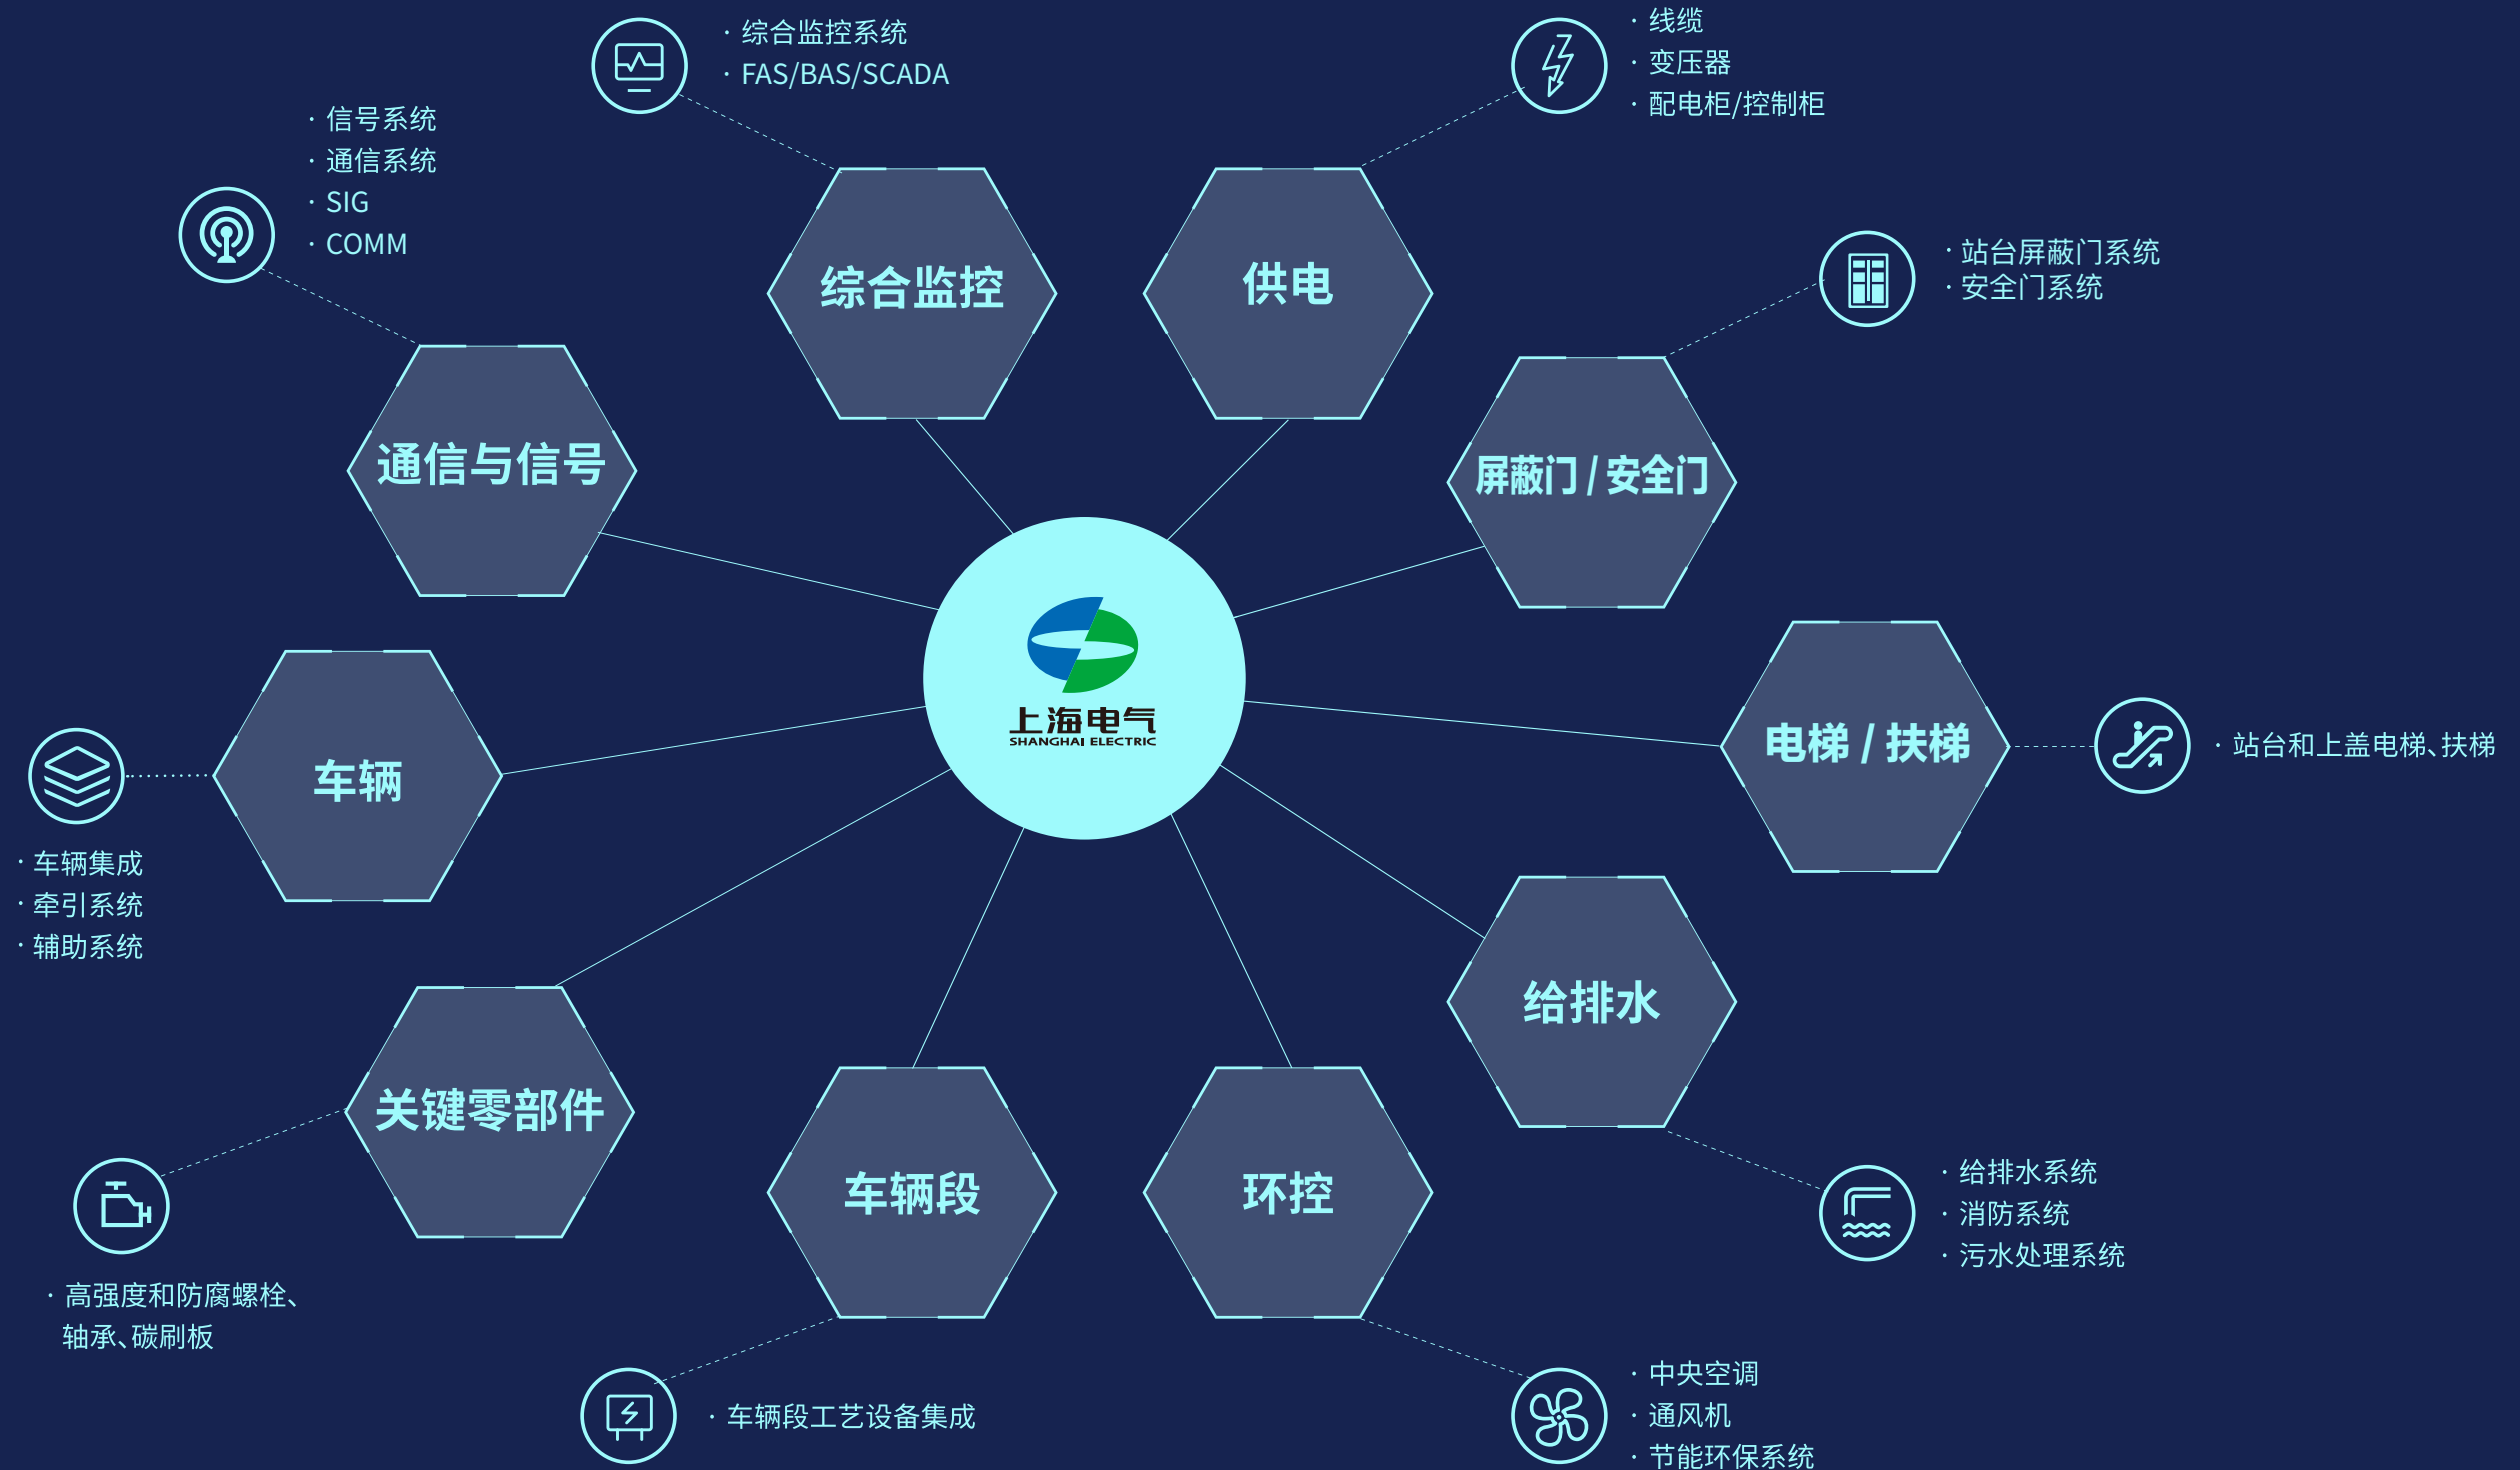 · 综合监控系统
· FAS/BAS/SCADA
· 线缆
· 变压器
· 配电柜/控制柜
· 信号系统
· 通信系统
· SIG
· COMM
· 站台屏蔽门系统
· 安全门系统
综合监控
供电
通信与信号
屏蔽门 / 安全门
上海电气
SHANGHAI ELECTRIC
车辆
电梯 / 扶梯
· 站台和上盖电梯、扶梯
· 车辆集成
· 牵引系统
· 辅助系统
给排水
关键零部件
车辆段
环控
· 给排水系统
· 消防系统
· 污水处理系统
· 高强度和防腐螺栓、
轴承、碳刷板
· 车辆段工艺设备集成
· 中央空调
· 通风机
· 节能环保系统